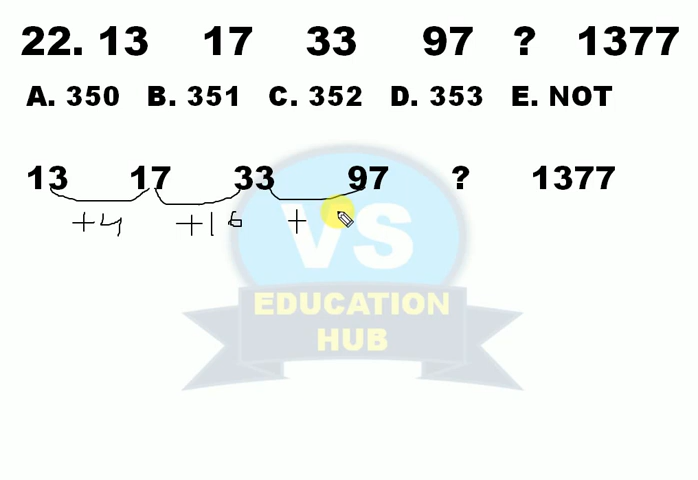 22. 13 17 33 97 ? 1377
A. 350 B. 351 C. 352 D. 353 E. NOT
13 17 33 97 ? 1377
+4 +16 +
VS
EDUCATION
HUB